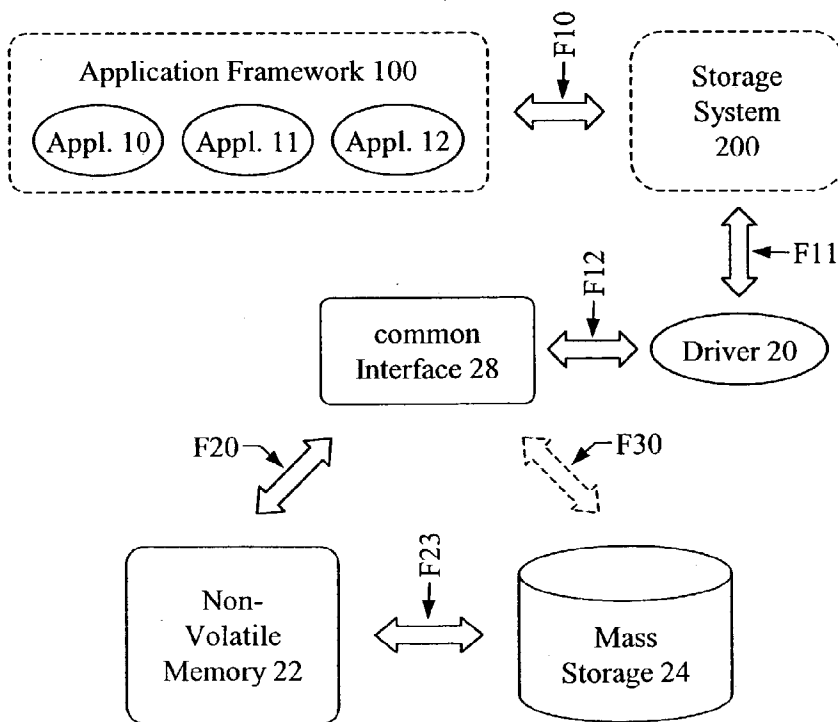 F10
Application Framework 100
Appl. 10
Appl. 11
Appl. 12
Storage
System
200
F11
F12
common
Interface 28
Driver 20
F20
F30
F23
Non-
Volatile
Memory 22
Mass
Storage 24